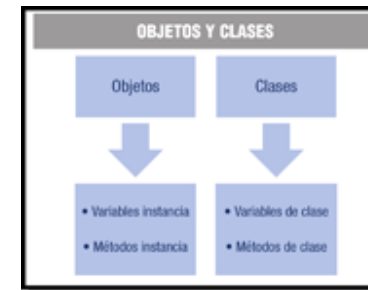 OBJETOS Y CLASES
Objetos
Clases
• Variables instancia
• Métodos instancia
• Variables de clase
• Métodos de clase